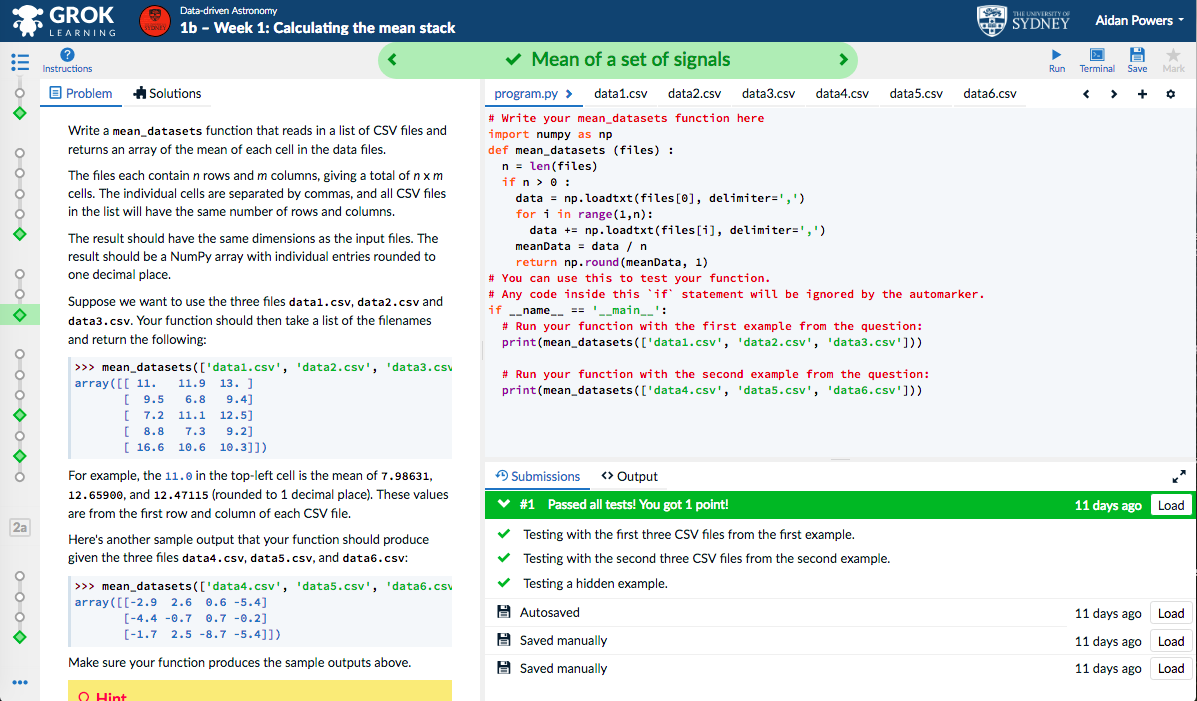 GROK
LEARNING
SYDNEY
Data-driven Astronomy
1b – Week 1: Calculating the mean stack
THE UNIVERSITY OF
SYDNEY
Aidan Powers
Instructions
Mean of a set of signals
Run
Terminal
Save
Mark
Problem
Solutions
Write a mean_datasets function that reads in a list of CSV files and
returns an array of the mean of each cell in the data files.
The files each contain n rows and m columns, giving a total of n x m
cells. The individual cells are separated by commas, and all CSV files
in the list will have the same number of rows and columns.
The result should have the same dimensions as the input files. The
result should be a NumPy array with individual entries rounded to
one decimal place.
Suppose we want to use the three files data1.csv, data2.csv and
data3.csv. Your function should then take a list of the filenames
and return the following:
>>> mean_datasets(['data1.csv', 'data2.csv', 'data3.csv
array([[ 11.   11.9  13. ]
       [  9.5   6.8   9.4]
       [  7.2  11.1  12.5]
       [  8.8   7.3   9.2]
       [ 16.6  10.6  10.3]])
For example, the 11.0 in the top-left cell is the mean of 7.98631,
12.65900, and 12.47115 (rounded to 1 decimal place). These values
are from the first row and column of each CSV file.
Here's another sample output that your function should produce
given the three files data4.csv, data5.csv, and data6.csv:
>>> mean_datasets(['data4.csv', 'data5.csv', 'data6.csv
array([[-2.9  2.6  0.6 -5.4]
       [-4.4 -0.7  0.7 -0.2]
       [-1.7  2.5 -8.7 -5.4]])
Make sure your function produces the sample outputs above.
Hint
2a
program.py
data1.csv
data2.csv
data3.csv
data4.csv
data5.csv
data6.csv
# Write your mean_datasets function here
import numpy as np
def mean_datasets (files) :
  n = len(files)
  if n > 0 :
    data = np.loadtxt(files[0], delimiter=',')
    for i in range(1,n):
      data += np.loadtxt(files[i], delimiter=',')
    meanData = data / n
    return np.round(meanData, 1)
# You can use this to test your function.
# Any code inside this `if` statement will be ignored by the automarker.
if __name__ == '__main__':
  # Run your function with the first example from the question:
  print(mean_datasets(['data1.csv', 'data2.csv', 'data3.csv']))
  # Run your function with the second example from the question:
  print(mean_datasets(['data4.csv', 'data5.csv', 'data6.csv']))
Submissions
Output
#1 Passed all tests! You got 1 point! 11 days ago Load
Testing with the first three CSV files from the first example.
Testing with the second three CSV files from the second example.
Testing a hidden example.
Autosaved 11 days ago Load
Saved manually 11 days ago Load
Saved manually 11 days ago Load